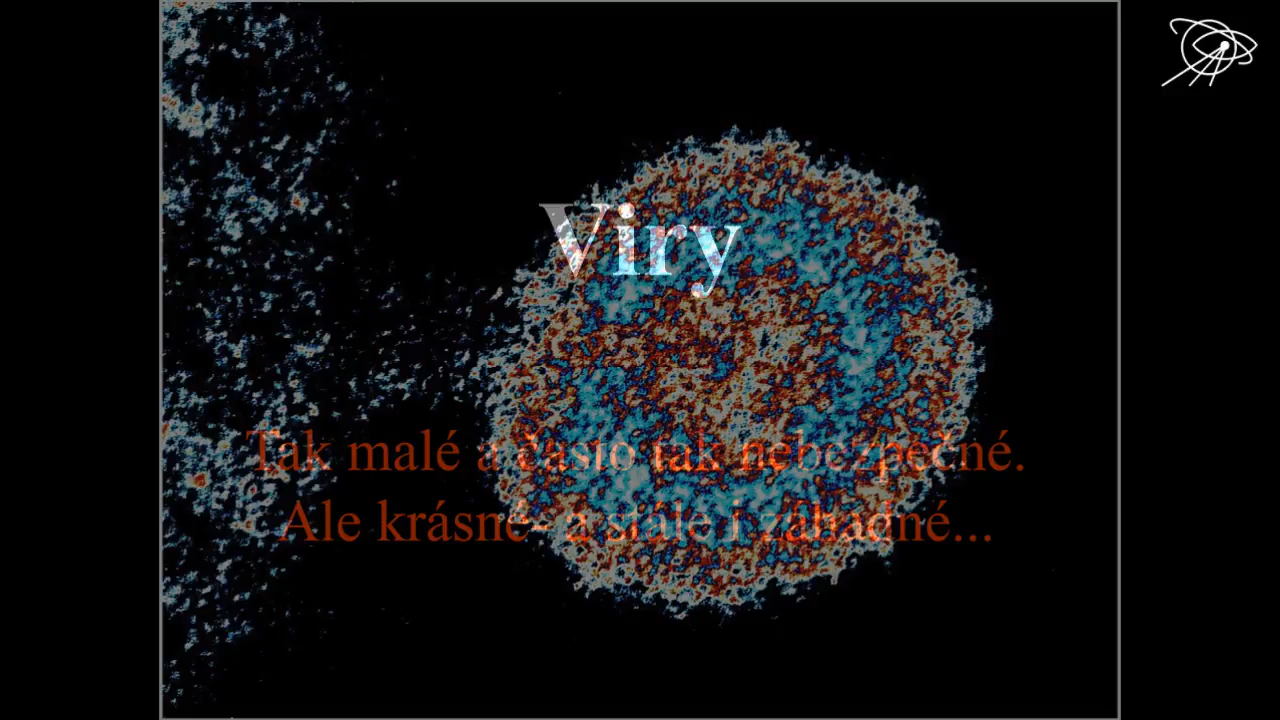 Viry
Tak malé a často tak nebezpečné.
Ale krásné- a stále i záhadné...